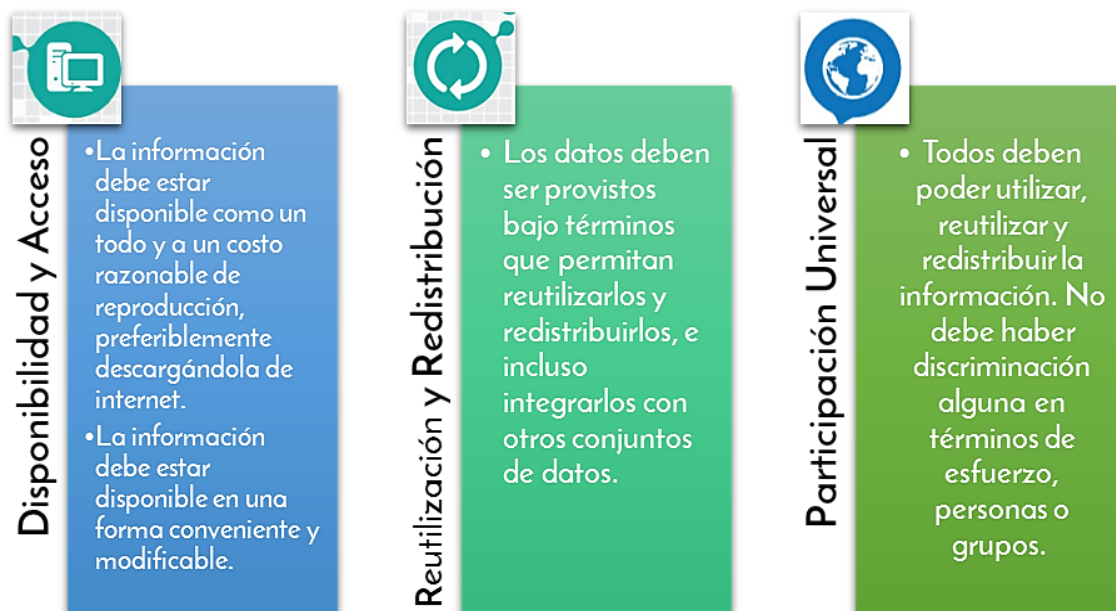 Disponibilidad y Accceso
•La información
debe estar
disponible como un
todo y a un costo
razonable de
reproducción,
preferiblemente
descargándola de
internet.
•La información
debe estar
disponible en una
forma conveniente y
modificable.
Reutilización y Redistribución
• Los datos deben
ser provistos
bajo términos
que permitan
reutilizarlos y
redistribuirlos, e
incluso
integrarlos con
otros conjuntos
de datos.
Participación Universal
• Todos deben
poder utilizar,
reutilizar y
redistribuir la
información. No
debe haber
discriminación
alguna en
términos de
esfuerzo,
personas o
grupos.